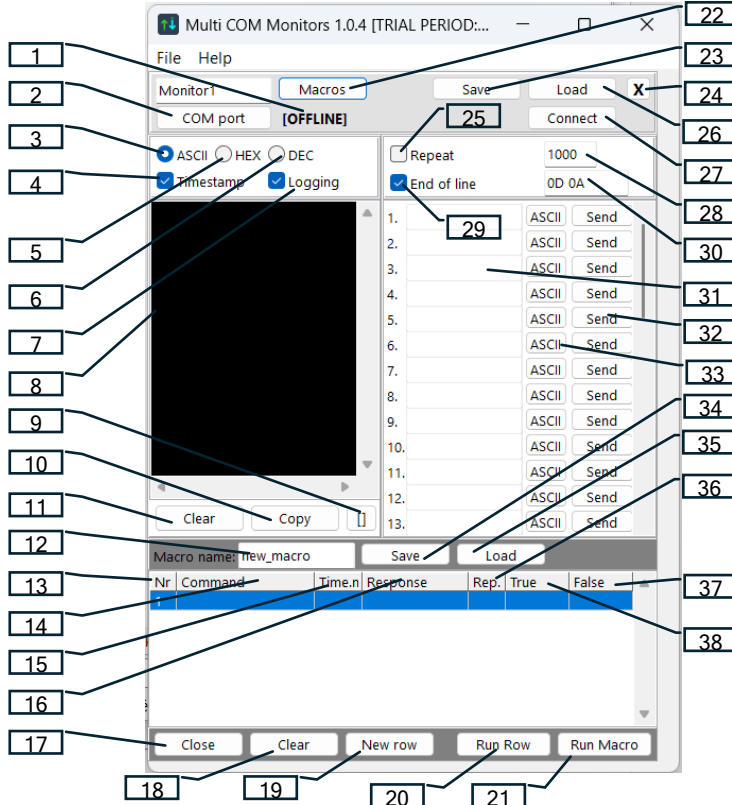 Multi COM Monitors 1.0.4 [TRIAL PERIOD:...
22
File Help
1
23
Monitor1 Macros Save Load X
2
24
COM port [OFFLINE] 25 Connect
26
3
ASCII HEX DEC Repeat 1000
27
4
Timestamp Logging End of line 0D 0A
28
29
1. ASCII Send
5
2. ASCII Send
30
3. ASCII Send
6
31
4. ASCII Send
5. ASCII Send
32
7
6. ASCII Send
33
8
7. ASCII Send
8. ASCII Send
34
9
9. ASCII Send
10. ASCII Send
35
10
11. ASCII Send
36
11
12. ASCII Send
Clear Copy [] 13. ASCII Send
12
Macro name: new_macro Save Load
13
Nr Command Time.n Response Rep. True False
37
1
14
38
15
16
17
Close Clear New row Run Row Run Macro
18 19 20 21